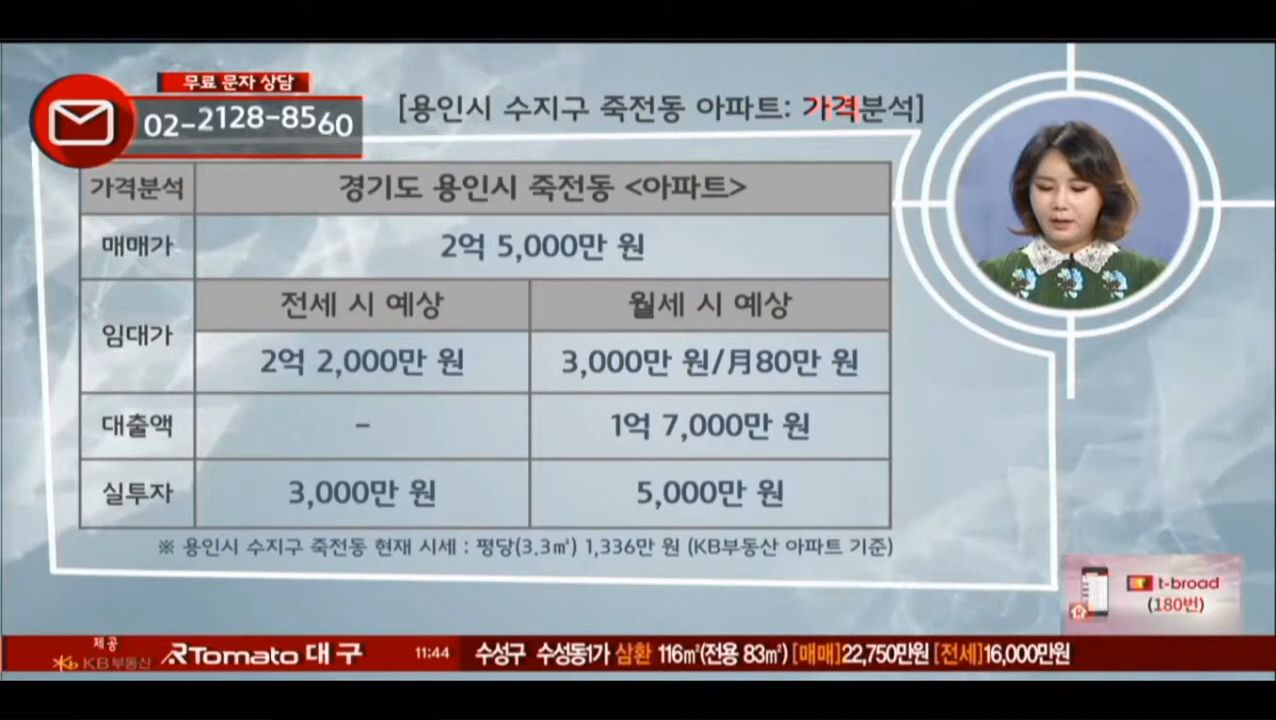 무료 문자 상담
02-2128-8560
[용인시 수지구 죽전동 아파트: 가격분석]
가격분석 경기도 용인시 죽전동 <아파트>
매매가 2억 5,000만 원
임대가 전세 시 예상 월세 시 예상
2억 2,000만 원 3,000만 원/月80만 원
대출액 - 1억 7,000만 원
실투자 3,000만 원 5,000만 원
※ 용인시 수지구 죽전동 현재 시세 : 평당(3.3㎡) 1,336만 원 (KB부동산 아파트 기준)
t-broad
(180번)
제공
KB부동산
RTomato 대구
11:44
수성구 수성동1가 삼환 116㎡(전용 83㎡) [매매]22,750만원 [전세]16,000만원